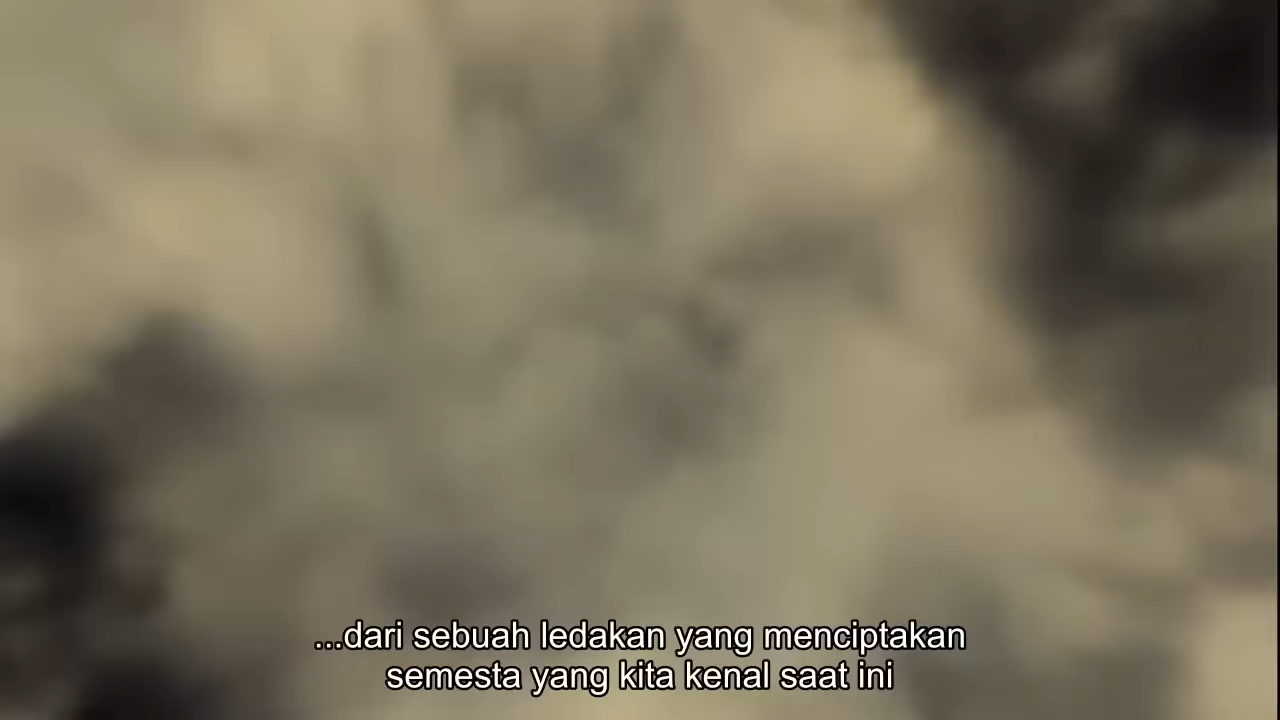 ...dari sebuah ledakan yang menciptakan
semesta yang kita kenal saat ini